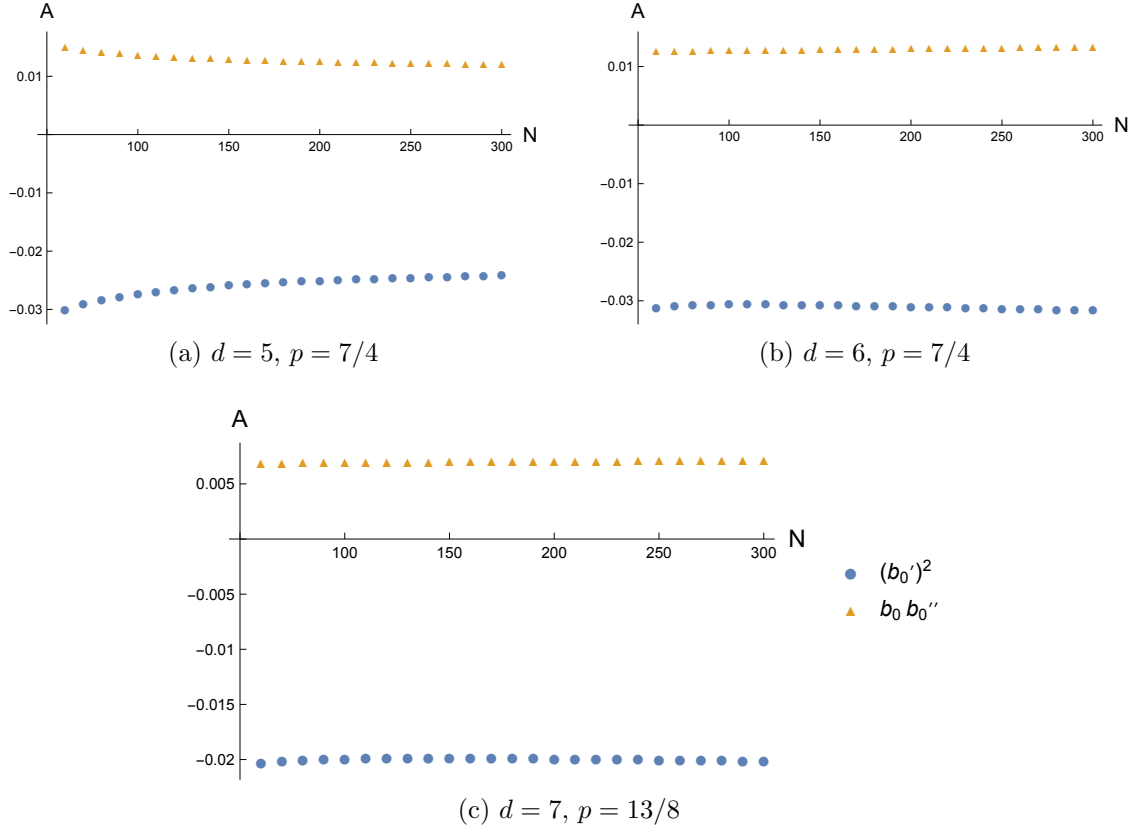 A
0.01
N
100 150 200 250 300
−0.01
−0.02
−0.03
(a) d = 5, p = 7/4
A
0.01
N
100 150 200 250 300
−0.01
−0.02
−0.03
(b) d = 6, p = 7/4
A
0.005
N
100 150 200 250 300
−0.005
−0.01
−0.015
−0.02
(b₀′)²
b₀ b₀′′
(c) d = 7, p = 13/8